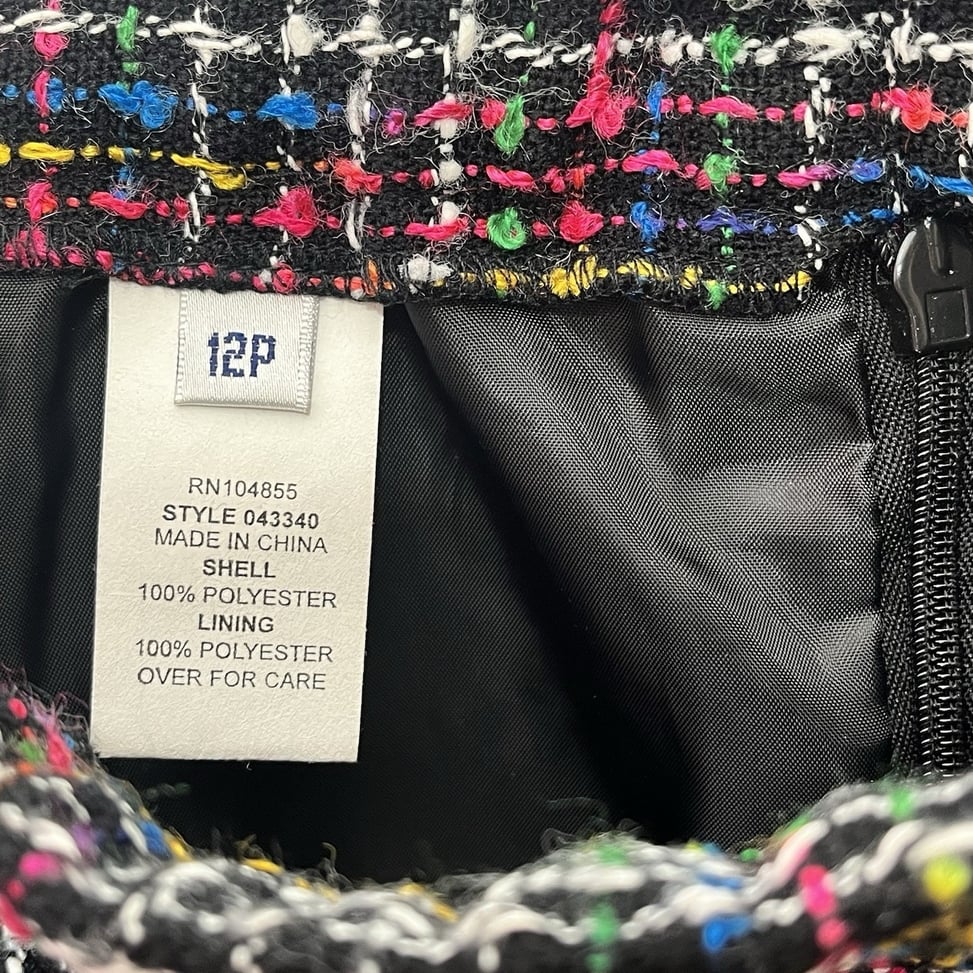 12P
RN104855
STYLE 043340
MADE IN CHINA
SHELL
100% POLYESTER
LINING
100% POLYESTER
OVER FOR CARE